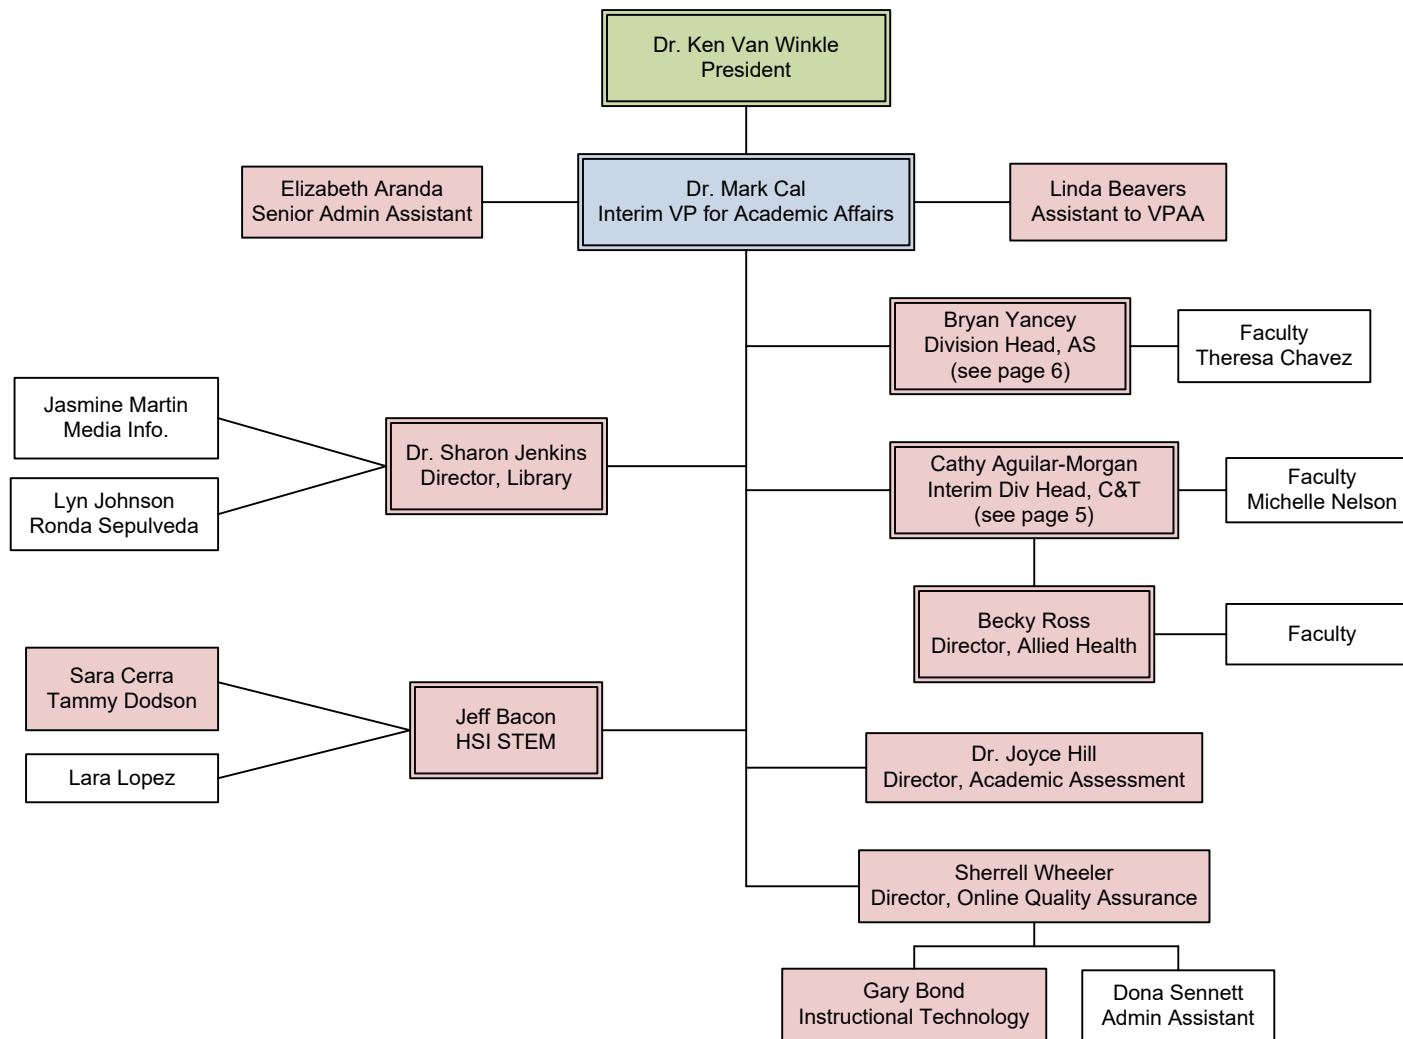 Dr. Ken Van Winkle
President
Elizabeth Aranda
Senior Admin Assistant
Dr. Mark Cal
Interim VP for Academic Affairs
Linda Beavers
Assistant to VPAA
Bryan Yancey
Division Head, AS
(see page 6)
Faculty
Theresa Chavez
Jasmine Martin
Media Info.
Lyn Johnson
Ronda Sepulveda
Dr. Sharon Jenkins
Director, Library
Cathy Aguilar-Morgan
Interim Div Head, C&T
(see page 5)
Faculty
Michelle Nelson
Becky Ross
Director, Allied Health
Faculty
Sara Cerra
Tammy Dodson
Lara Lopez
Jeff Bacon
HSI STEM
Dr. Joyce Hill
Director, Academic Assessment
Sherrell Wheeler
Director, Online Quality Assurance
Gary Bond
Instructional Technology
Dona Sennett
Admin Assistant